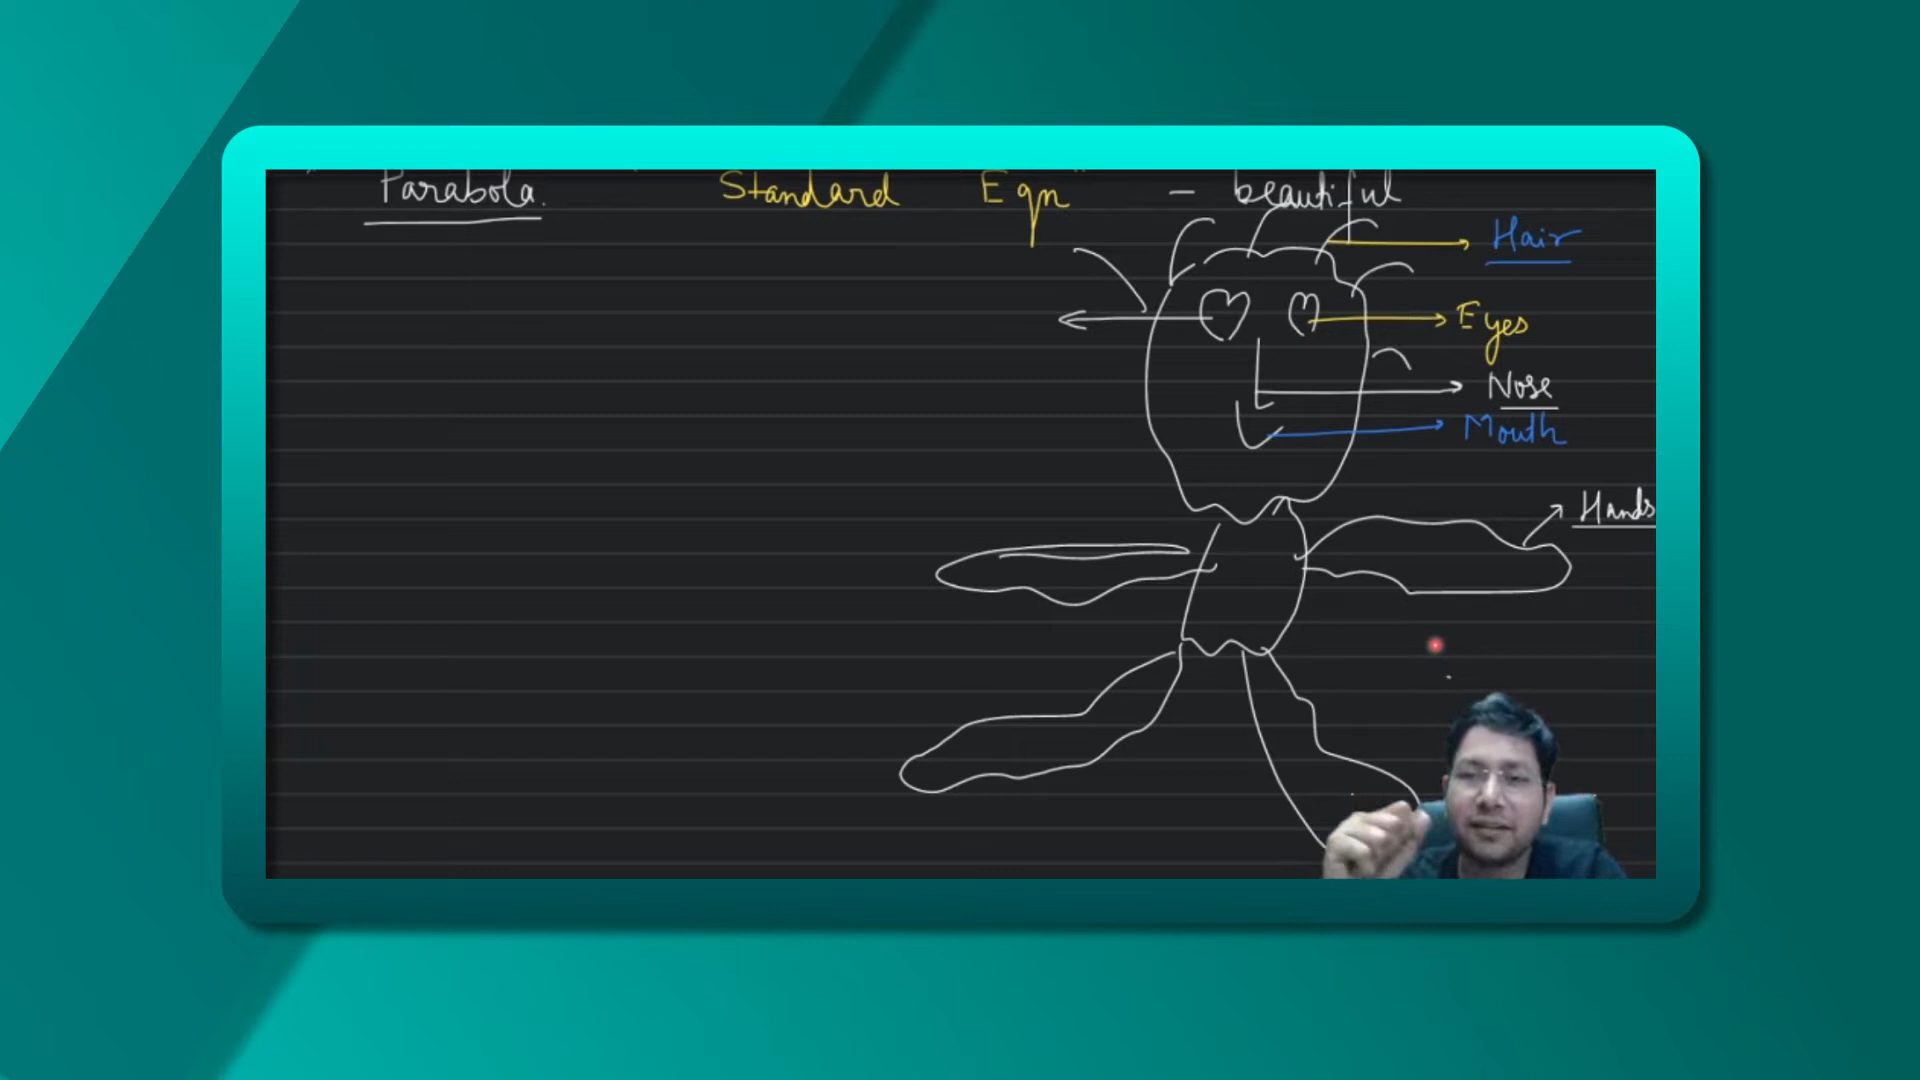 Parabola. Standard Eqn" - beautiful
Hair
Eyes
Nose
Mouth
Hands